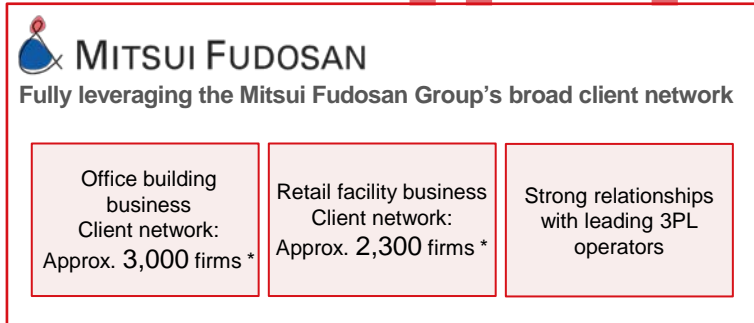 MITSUI FUDOSAN
Fully leveraging the Mitsui Fudosan Group's broad client network
Office building
business
Client network:
Approx. 3,000 firms *
Retail facility business
Client network:
Approx. 2,300 firms *
Strong relationships
with leading 3PL
operators